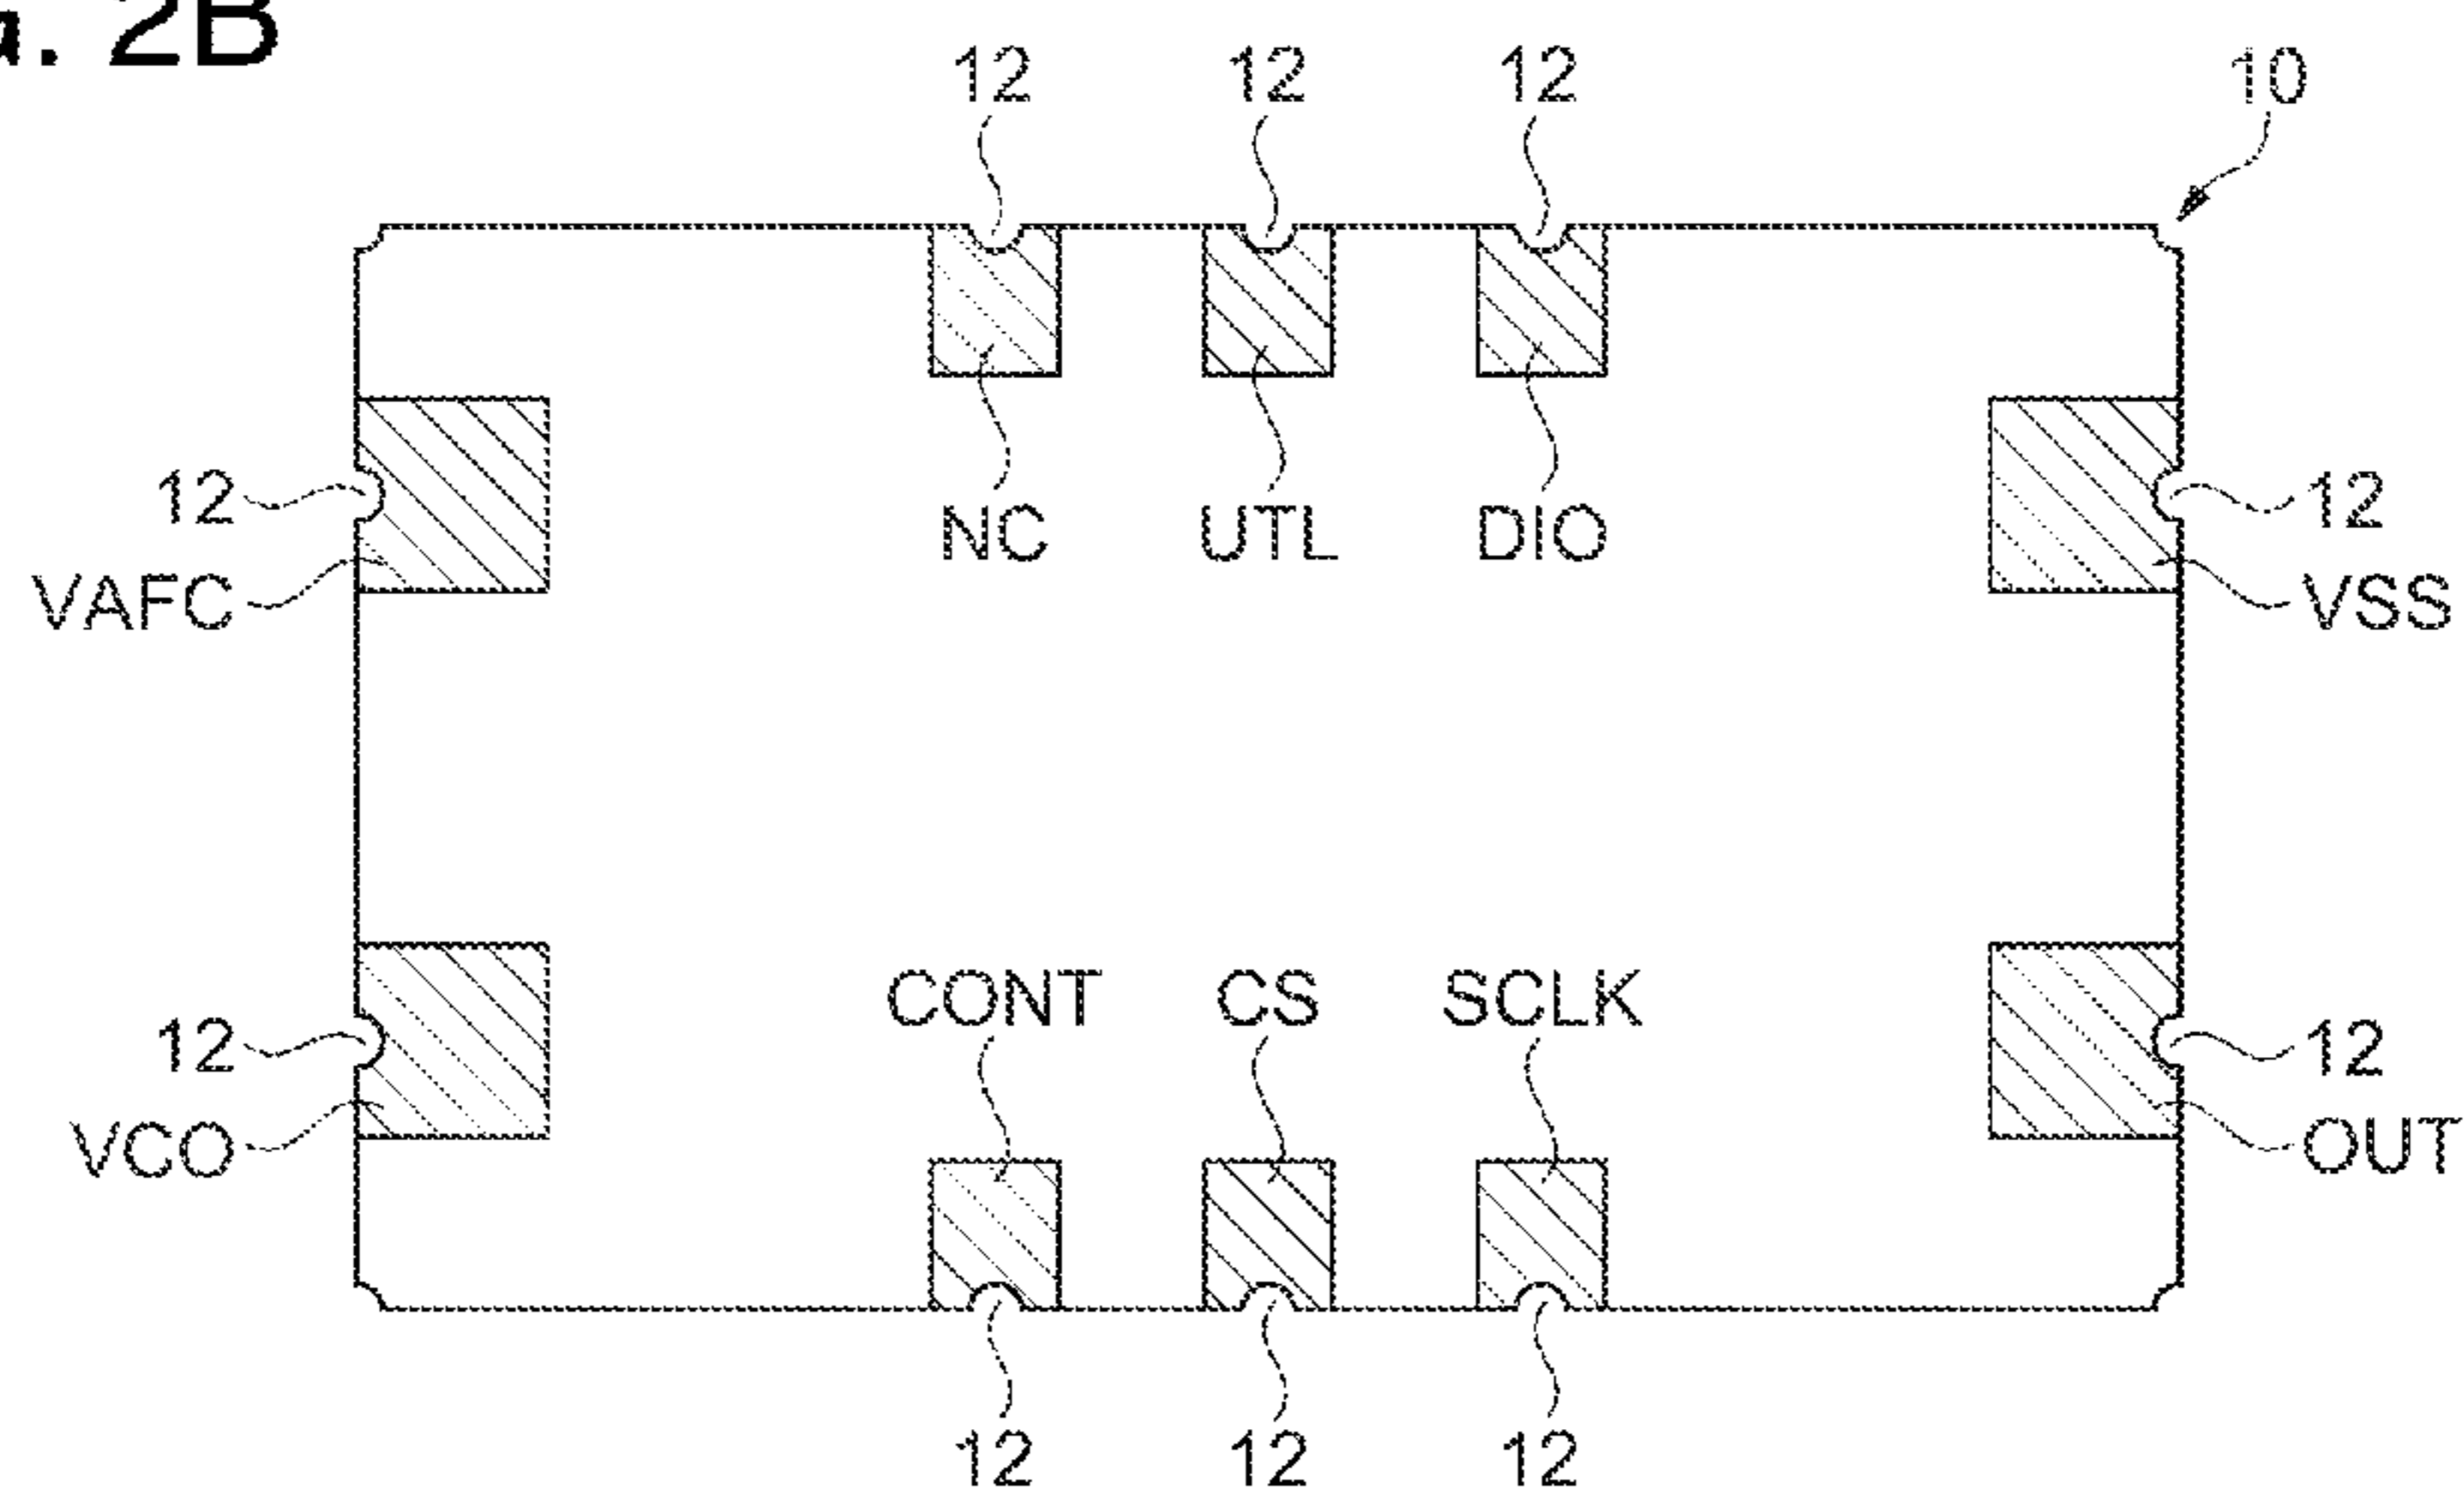 . 2B
12 12 12 10
12 NC UTL DIO 12
VAFC VSS
CONT CS SCLK
12 12
VCO OUT
12 12 12